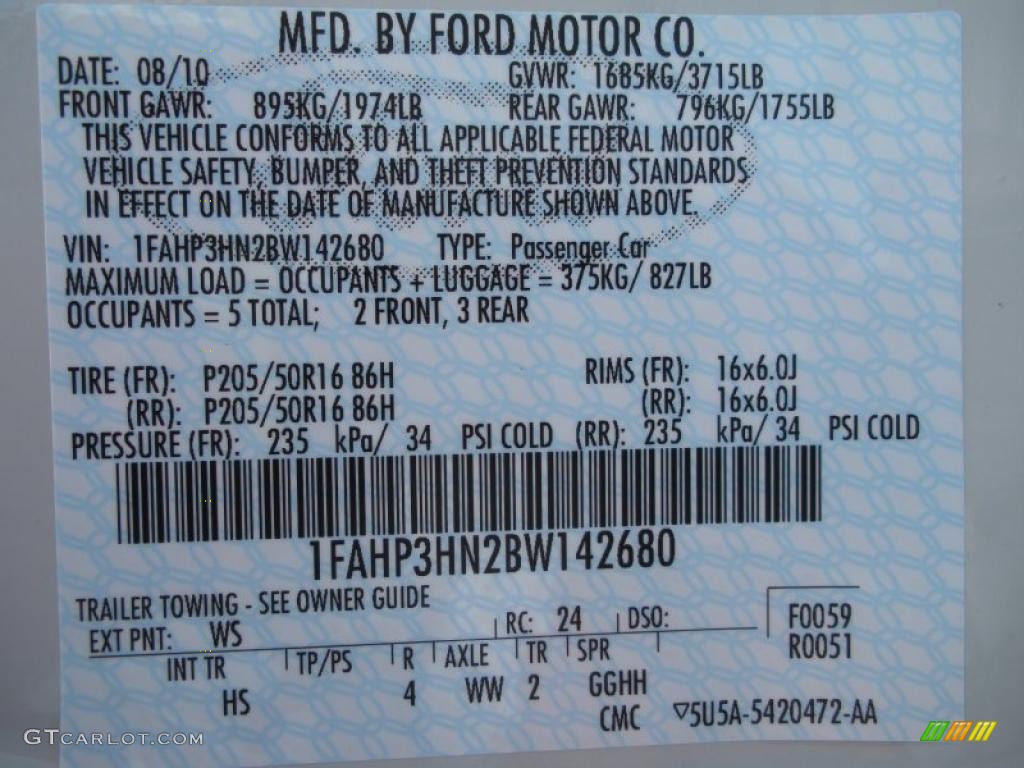 MFD. BY FORD MOTOR CO.
DATE: 08/10 GVWR: 1685KG/3715LB
FRONT GAWR: 895KG/1974LB REAR GAWR: 796KG/1755LB
THIS VEHICLE CONFORMS TO ALL APPLICABLE FEDERAL MOTOR
VEHICLE SAFETY, BUMPER, AND THEFT PREVENTION STANDARDS
IN EFFECT ON THE DATE OF MANUFACTURE SHOWN ABOVE.
VIN: 1FAHP3HN2BW142680 TYPE: Passenger Car
MAXIMUM LOAD = OCCUPANTS + LUGGAGE = 375KG/ 827LB
OCCUPANTS = 5 TOTAL; 2 FRONT, 3 REAR
TIRE (FR): P205/50R16 86H RIMS (FR): 16x6.0J
(RR): P205/50R16 86H (RR): 16x6.0J
PRESSURE (FR): 235 kPa/ 34 PSI COLD (RR): 235 kPa/ 34 PSI COLD
1FAHP3HN2BW142680
TRAILER TOWING - SEE OWNER GUIDE
EXT PNT: WS RC: 24 DSO: F0059
R0051
INT TR TP/PS R AXLE TR SPR
HS 4 WW 2 GGHH
CMC ▽5U5A-5420472-AA
GTCARLOT.COM